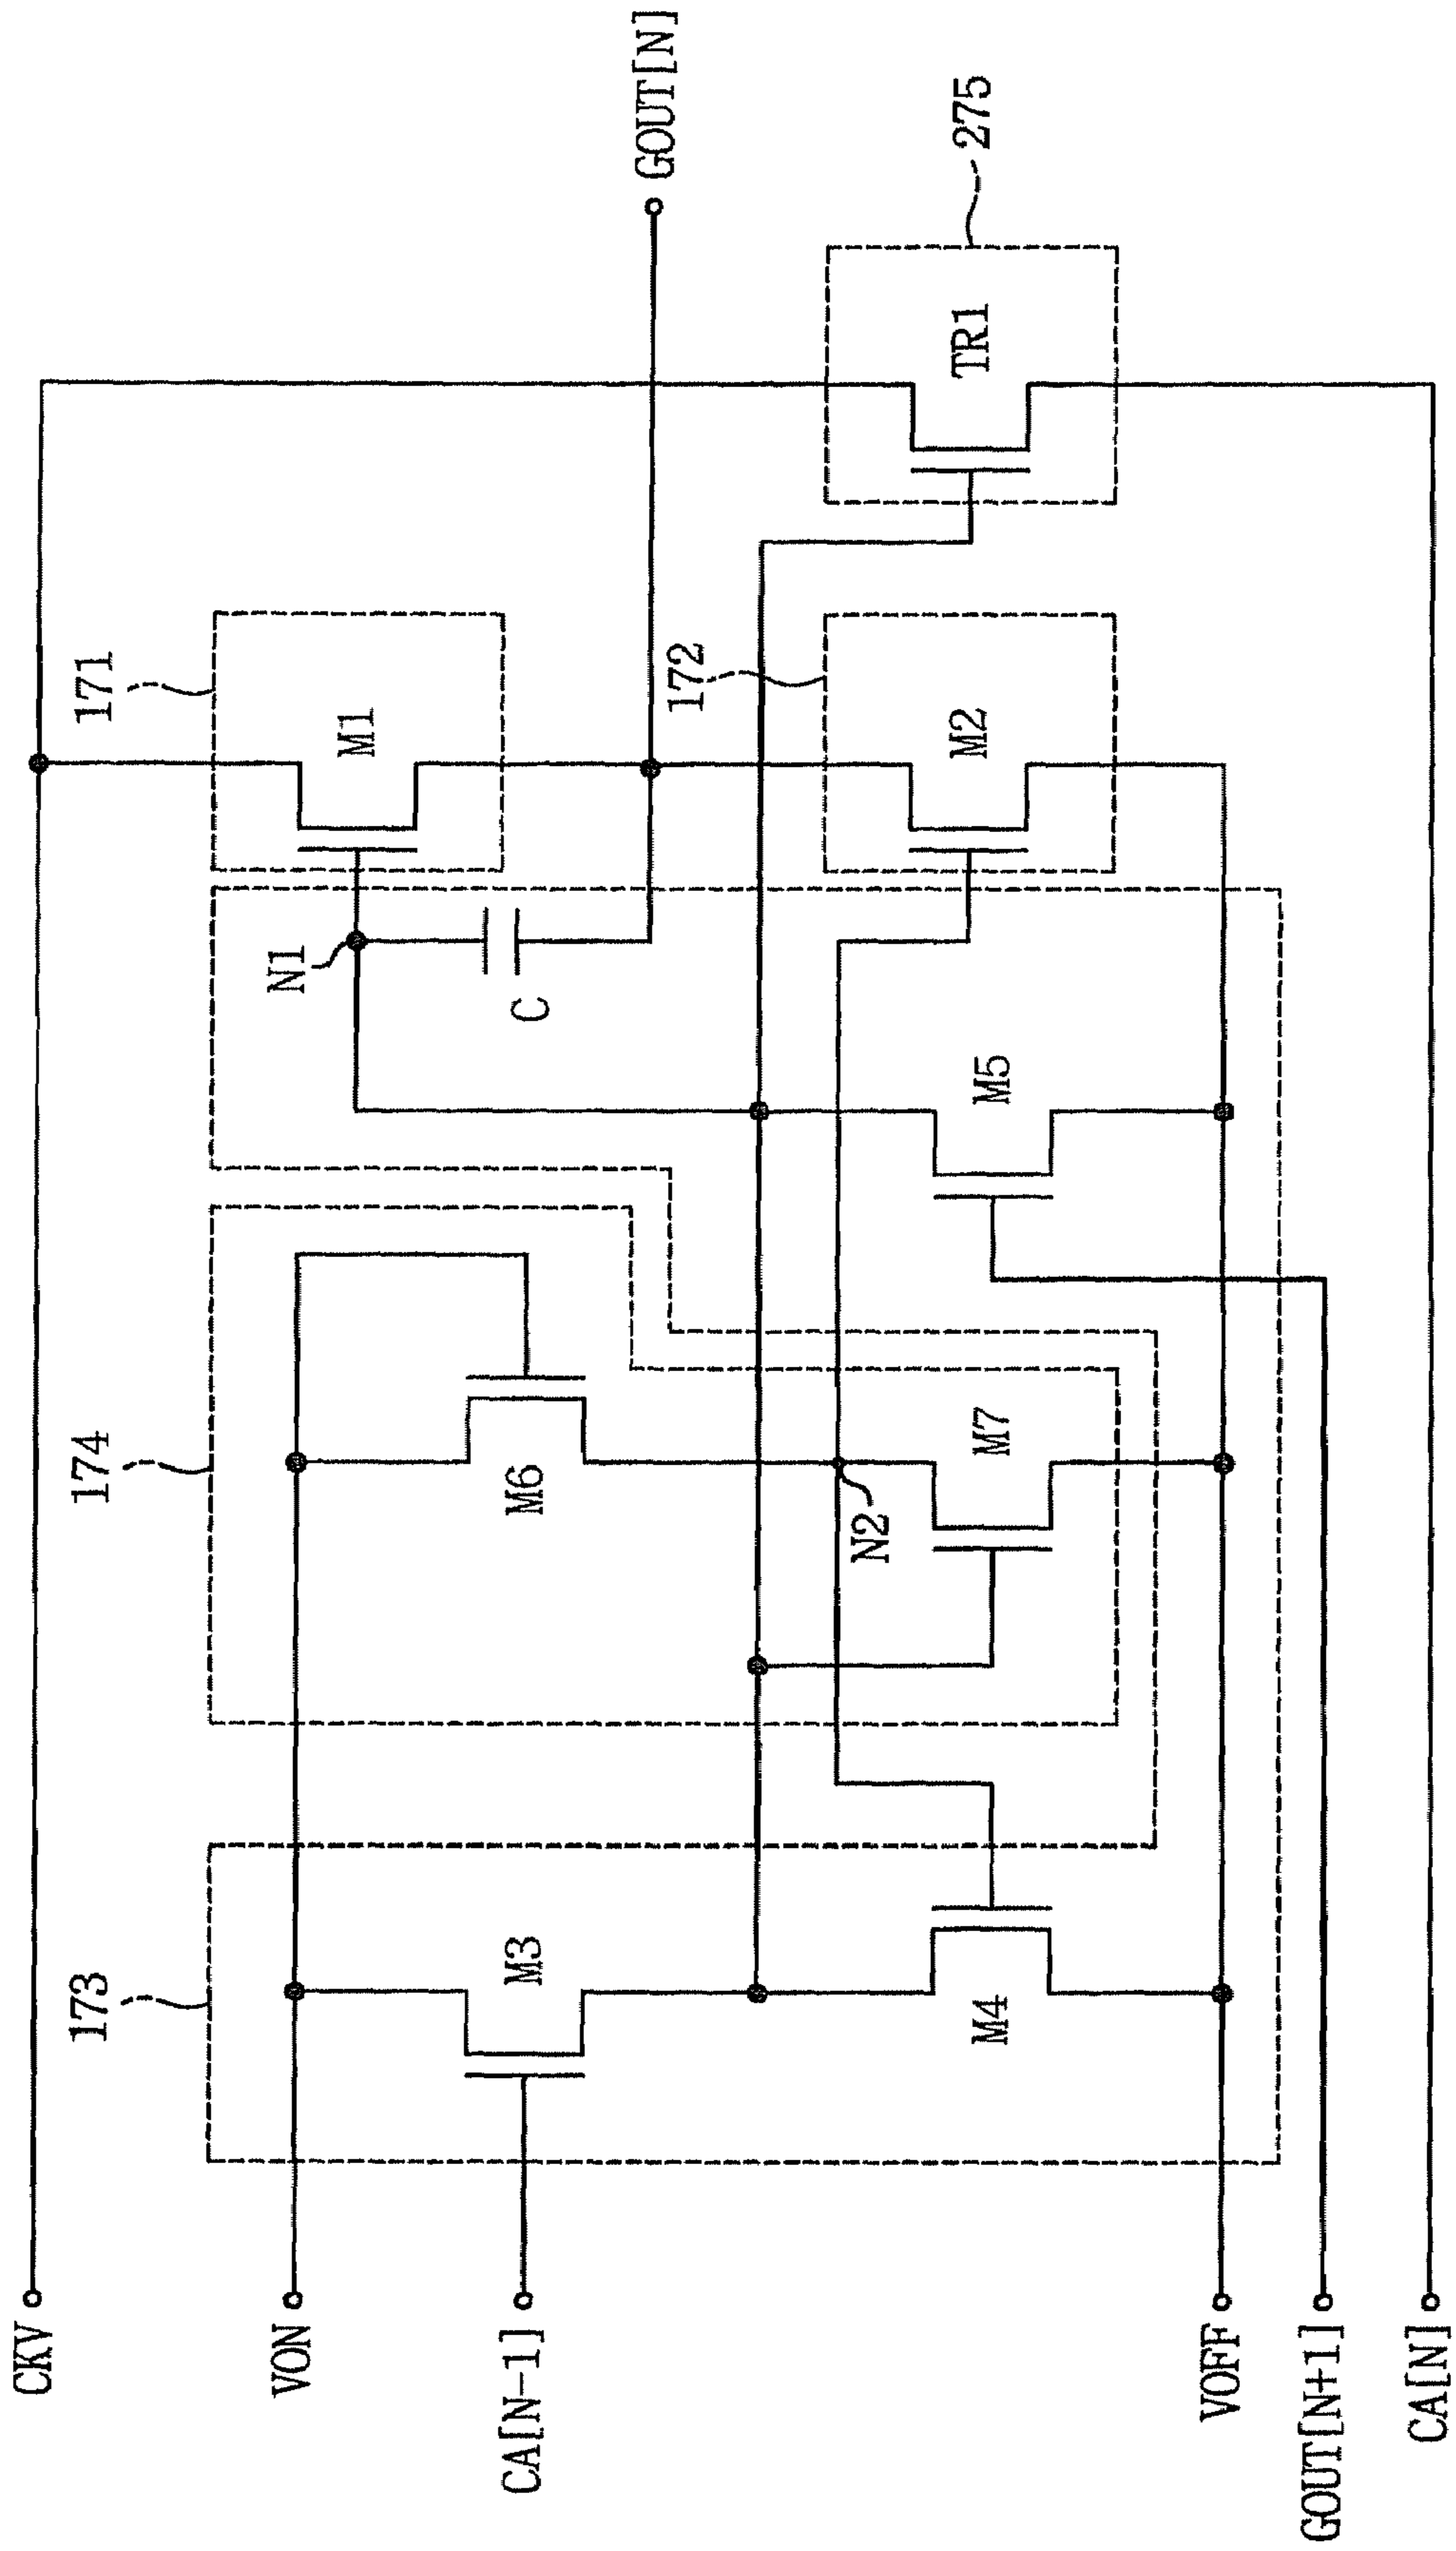 CKV
VON
CA[N-1]
VOFF
GOUT[N+1]
CA[N]
173
M3
M4
174
M6
M7
N2
M5
N1
C
171
M1
172
M2
TR1
275
GOUT[N]